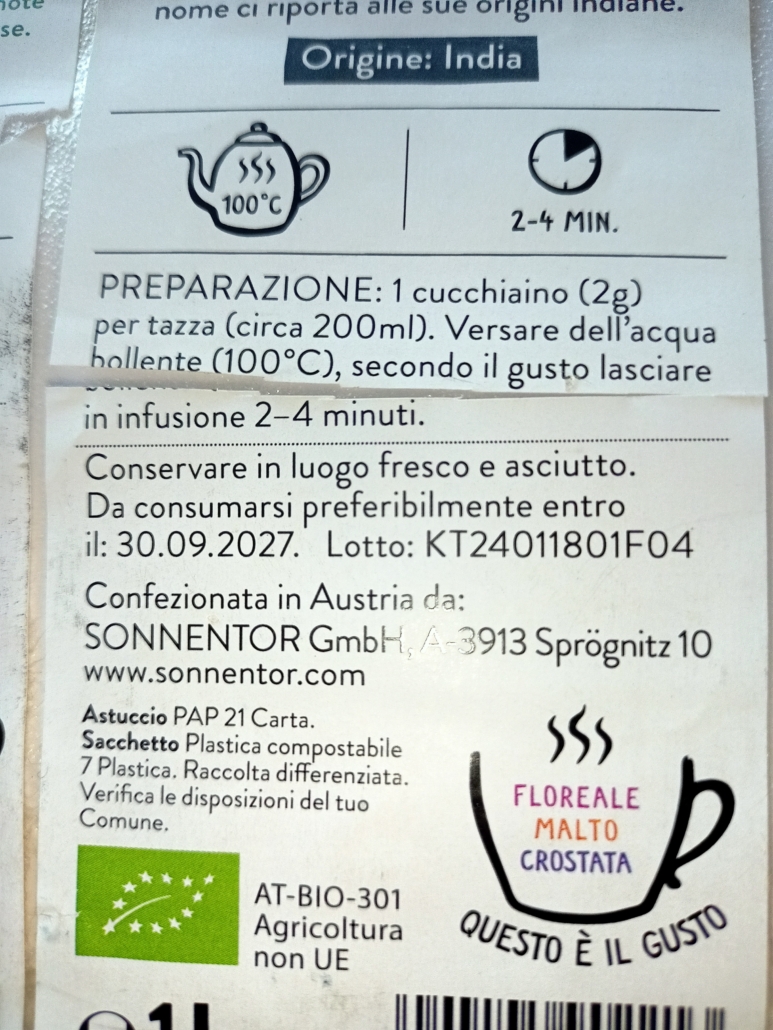 note
se.
nome ci riporta alle sue origini indiane.
Origine: India
100°C
2-4 MIN.
PREPARAZIONE: 1 cucchiaino (2g)
per tazza (circa 200ml). Versare dell'acqua
bollente (100°C), secondo il gusto lasciare
in infusione 2–4 minuti.
Conservare in luogo fresco e asciutto.
Da consumarsi preferibilmente entro
il: 30.09.2027. Lotto: KT24011801F04
Confezionata in Austria da:
SONNENTOR GmbH, A-3913 Sprögnitz 10
www.sonnentor.com
Astuccio PAP 21 Carta.
Sacchetto Plastica compostabile
7 Plastica. Raccolta differenziata.
Verifica le disposizioni del tuo
Comune.
FLOREALE
MALTO
CROSTATA
QUESTO È IL GUSTO
AT-BIO-301
Agricoltura
non UE